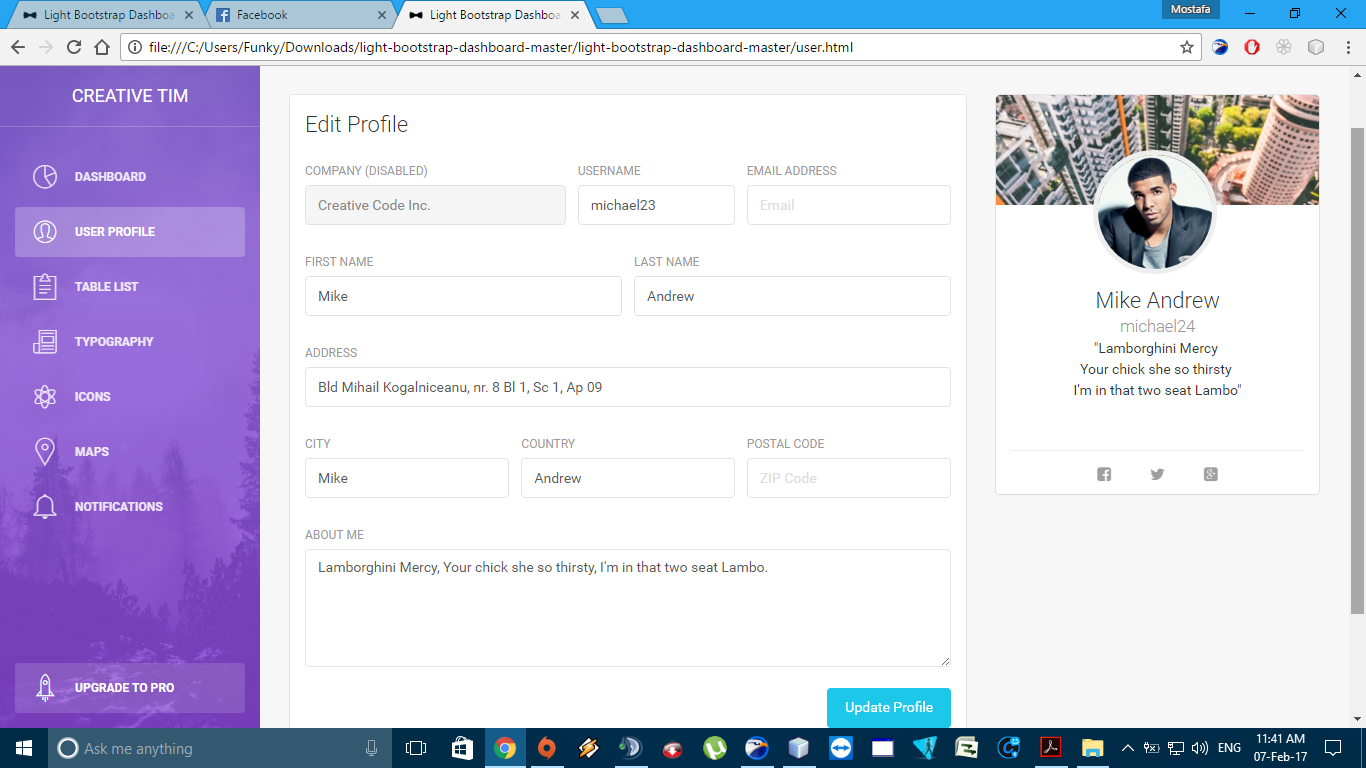 Light Bootstrap Dashboa
Facebook
Light Bootstrap Dashboa
Mostafa
file:///C:/Users/Funky/Downloads/light-bootstrap-dashboard-master/light-bootstrap-dashboard-master/user.html
CREATIVE TIM
DASHBOARD
USER PROFILE
TABLE LIST
TYPOGRAPHY
ICONS
MAPS
NOTIFICATIONS
UPGRADE TO PRO
Edit Profile
COMPANY (DISABLED) USERNAME EMAIL ADDRESS
Creative Code Inc. michael23 Email
FIRST NAME LAST NAME
Mike Andrew
ADDRESS
Bld Mihail Kogalniceanu, nr. 8 Bl 1, Sc 1, Ap 09
CITY COUNTRY POSTAL CODE
Mike Andrew ZIP Code
ABOUT ME
Lamborghini Mercy, Your chick she so thirsty, I'm in that two seat Lambo.
Update Profile
Mike Andrew
michael24
"Lamborghini Mercy
Your chick she so thirsty
I'm in that two seat Lambo"
Ask me anything
ENG
11:41 AM
07-Feb-17